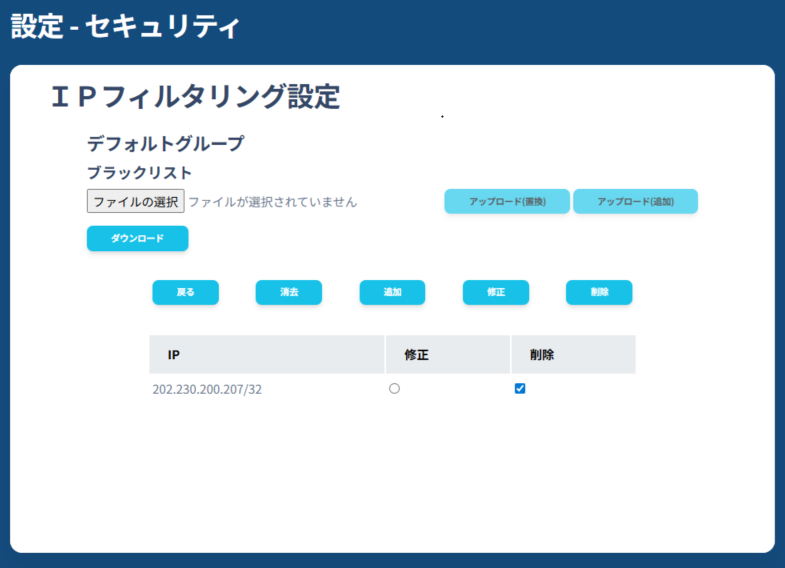 設定 - セキュリティ
ＩＰフィルタリング設定
デフォルトグループ
ブラックリスト
ファイルの選択 ファイルが選択されていません アップロード(置換) アップロード(追加)
ダウンロード
戻る 消去 追加 修正 削除
IP 修正 削除
202.230.200.207/32